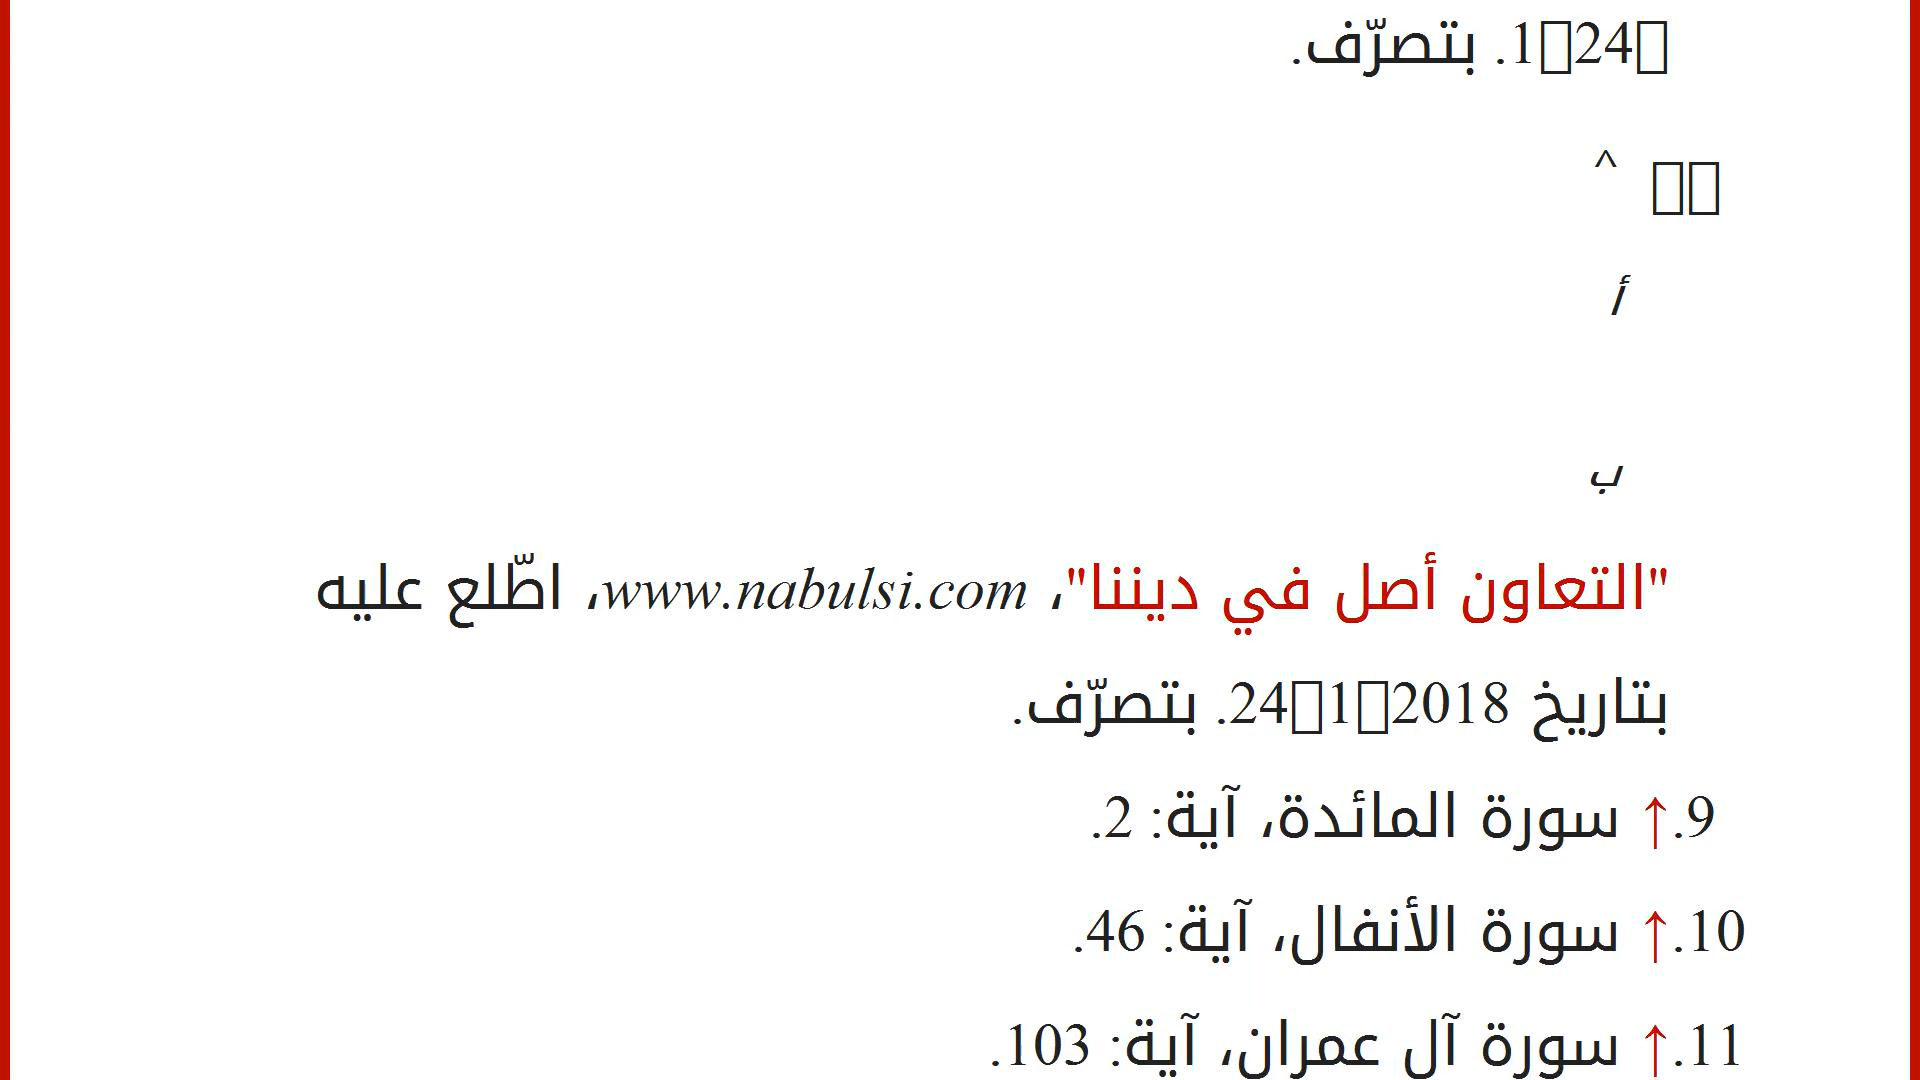 ▯24▯1. بتصرّف.
▯▯ ^
أ
ب
"التعاون أصل في ديننا"، www.nabulsi.com، اطّلع عليه
بتاريخ 2018▯1▯24. بتصرّف.
9.↑ سورة المائدة، آية: 2.
10.↑ سورة الأنفال، آية: 46.
11.↑ سورة آل عمران، آية: 103.